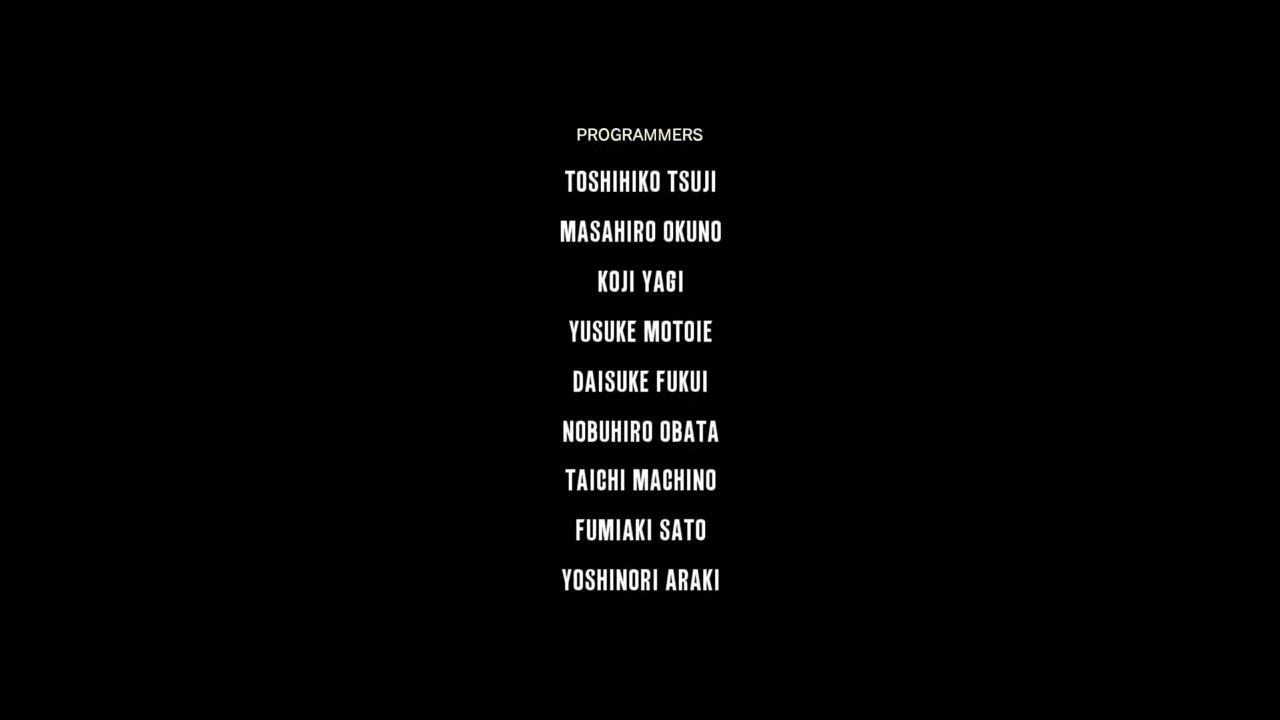 PROGRAMMERS
TOSHIHIKO TSUJI
MASAHIRO OKUNO
KOJI YAGI
YUSUKE MOTOIE
DAISUKE FUKUI
NOBUHIRO OBATA
TAICHI MACHINO
FUMIAKI SATO
YOSHINORI ARAKI